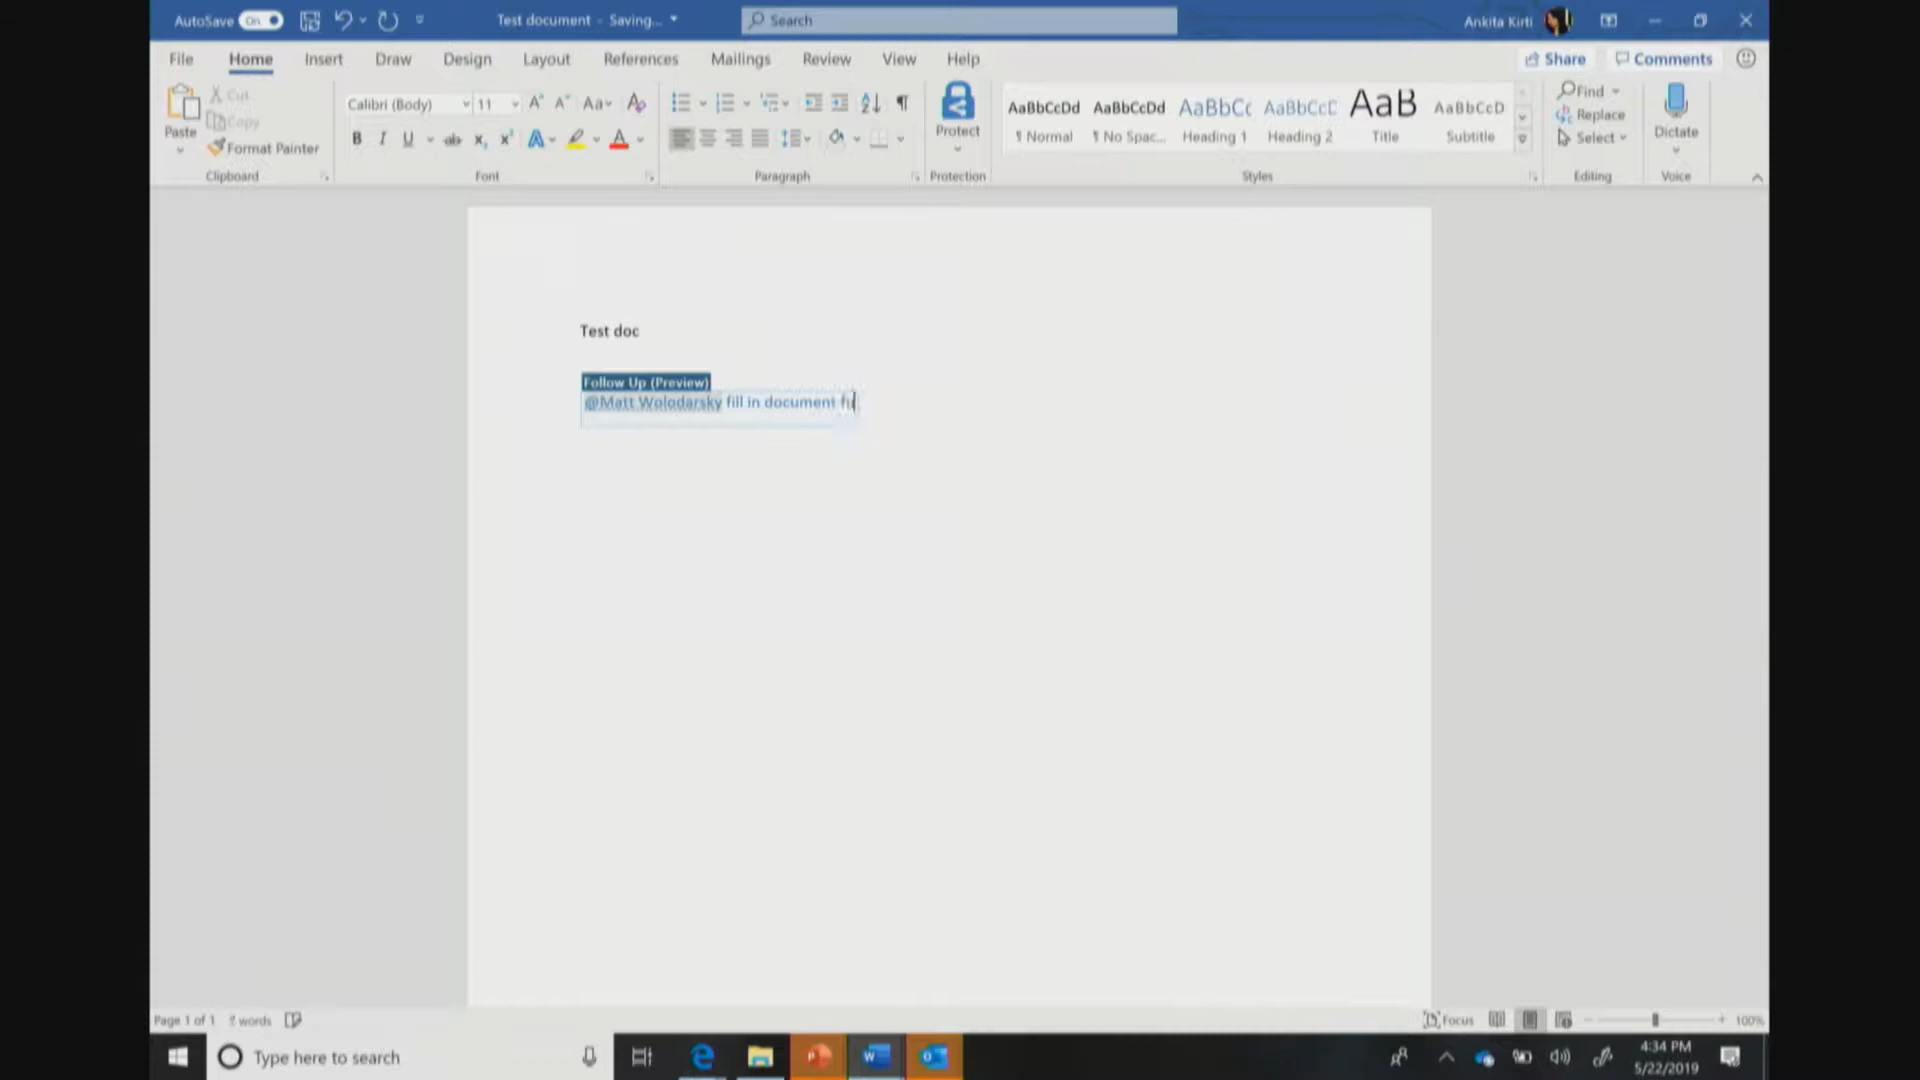 AutoSave On
Test document - Saving...
Search
Ankita Kirti
File Home Insert Draw Design Layout References Mailings Review View Help
Share Comments
Paste
Cut
Copy
Format Painter
Clipboard
Calibri (Body) 11
Font
Paragraph
Protect
Protection
AaBbCcDd AaBbCcDd AaBbCc AaBbCcD AaB AaBbCcD
¶ Normal ¶ No Spac... Heading 1 Heading 2 Title Subtitle
Styles
Find
Replace
Select
Editing
Dictate
Voice
Test doc
Follow Up (Preview)
@Matt Wolodarsky fill in document fu
Page 1 of 1 words
Focus
100%
Type here to search
4:34 PM
5/22/2019